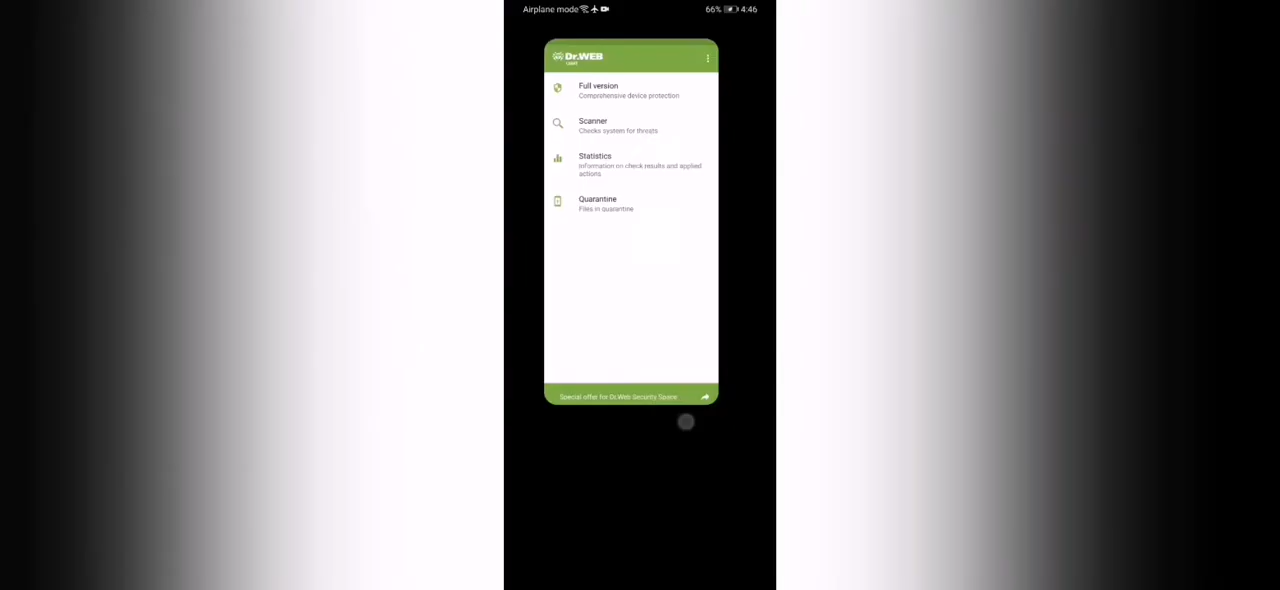 Airplane mode 66% 4:46
Dr.WEB
LIGHT
Full version
Comprehensive device protection
Scanner
Checks system for threats
Statistics
Information on check results and applied
actions
Quarantine
Files in quarantine
Special offer for Dr.Web Security Space